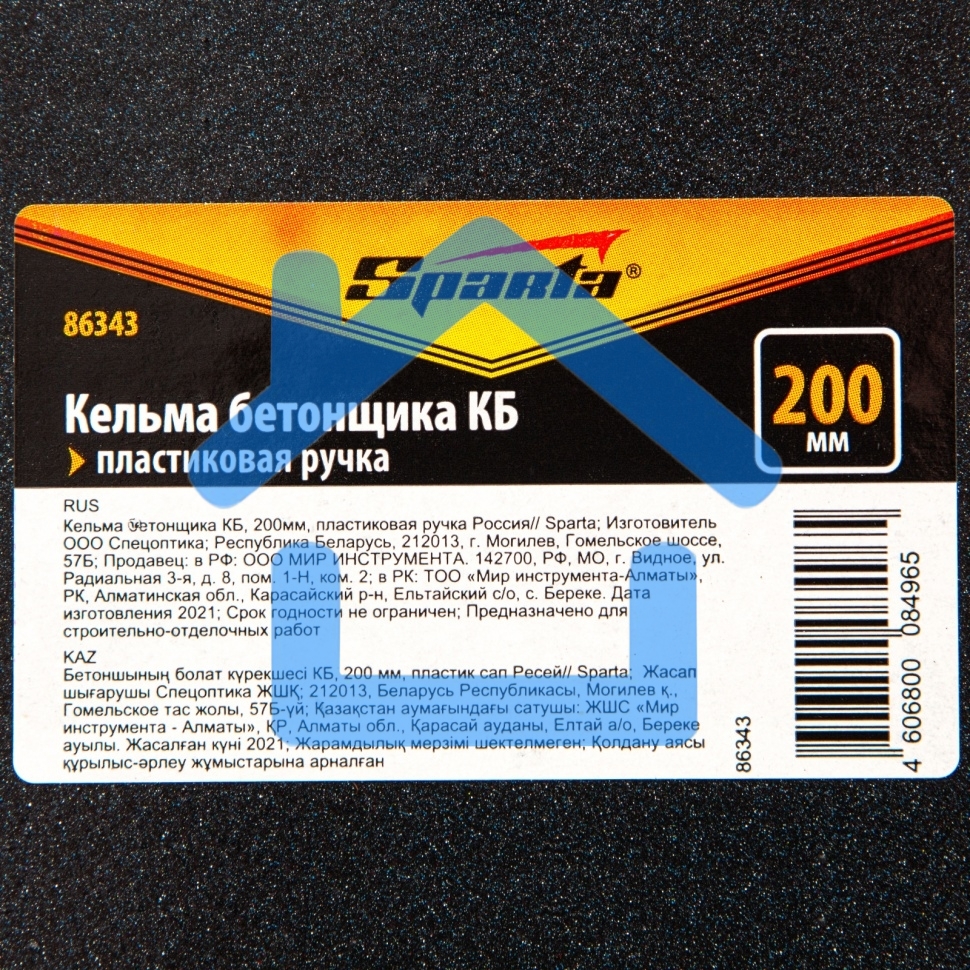 Sparta®
86343
200
мм
Кельма бетонщика КБ
пластиковая ручка
RUS
Кельма бетонщика КБ, 200мм, пластиковая ручка Россия// Sparta; Изготовитель
ООО Спецоптика; Республика Беларусь, 212013, г. Могилев, Гомельское шоссе,
57Б; Продавец: в РФ: ООО МИР ИНСТРУМЕНТА. 142700, РФ, МО, г. Видное, ул.
Радиальная 3-я, д. 8, пом. 1-Н, ком. 2; в РК: ТОО «Мир инструмента-Алматы»,
РК, Алматинская обл., Карасайский р-н, Ельтайский с/о, с. Береке. Дата
изготовления 2021; Срок годности не ограничен; Предназначено для
строительно-отделочных работ
KAZ
Бетоншының болат күрекшесі КБ, 200 мм, пластик сап Ресей// Sparta; Жасап
шығарушы Спецоптика ЖШҚ; 212013, Беларусь Республикасы, Могилев қ.,
Гомельское тас жолы, 57Б-үй; Қазақстан аумағындағы сатушы: ЖШС «Мир
инструмента - Алматы», ҚР, Алматы обл., Қарасай ауданы, Елтай а/о, Береке
ауылы. Жасалған күні 2021; Жарамдылық мерзімі шектелмеген; Қолдану аясы
құрылыс-әрлеу жұмыстарына арналған
86343
4 606800 084965